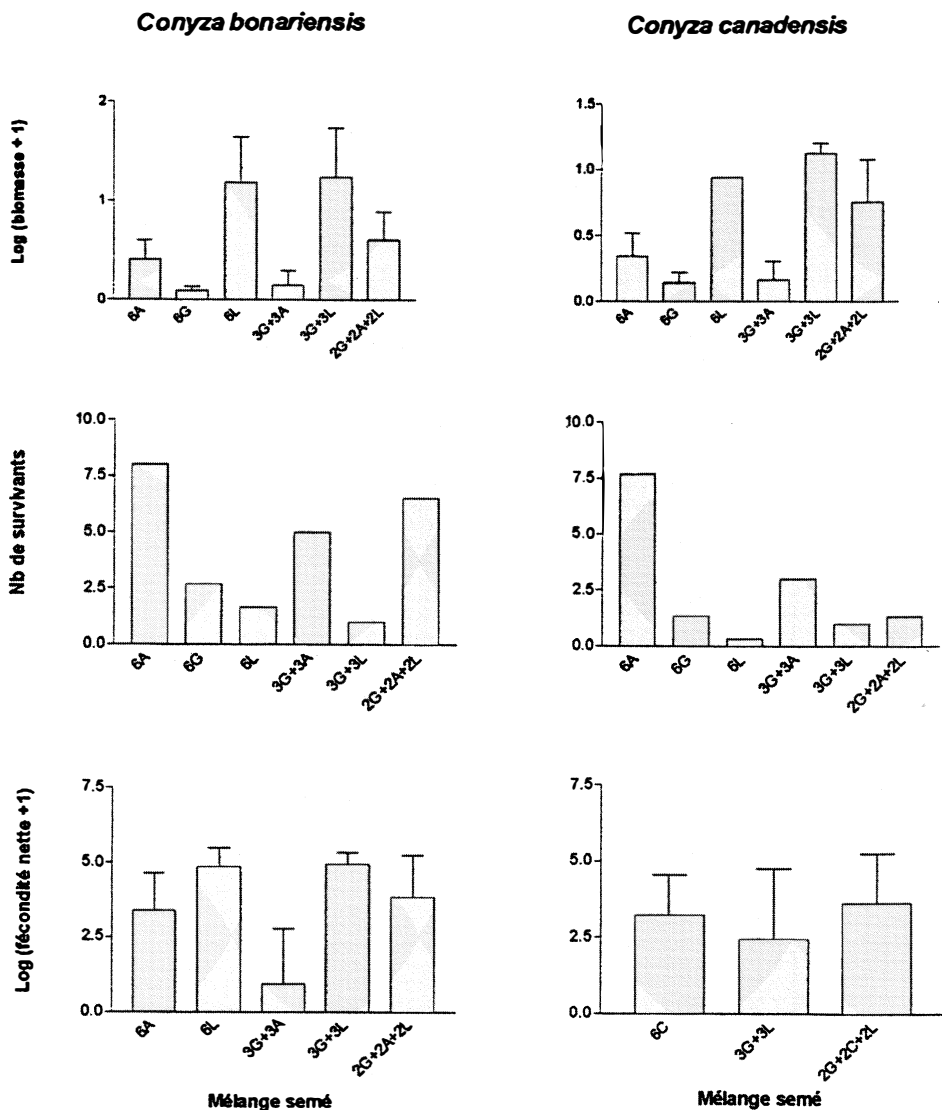 Conyza bonariensis
Conyza canadensis
Log (biomasse + 1)
2
1
0
6A
6G
6L
3G+3A
3G+3L
2G+2A+2L
1.5
1.0
0.5
0.0
6A
6G
6L
3G+3A
3G+3L
2G+2A+2L
Nb de survivants
10.0
7.5
5.0
2.5
0.0
6A
6G
6L
3G+3A
3G+3L
2G+2A+2L
10.0
7.5
5.0
2.5
0.0
6A
6G
6L
3G+3A
3G+3L
2G+2A+2L
Log (fécondité nette +1)
7.5
5.0
2.5
0.0
6A
6L
3G+3A
3G+3L
2G+2A+2L
Mélange semé
7.5
5.0
2.5
0.0
6C
3G+3L
2G+2C+2L
Mélange semé